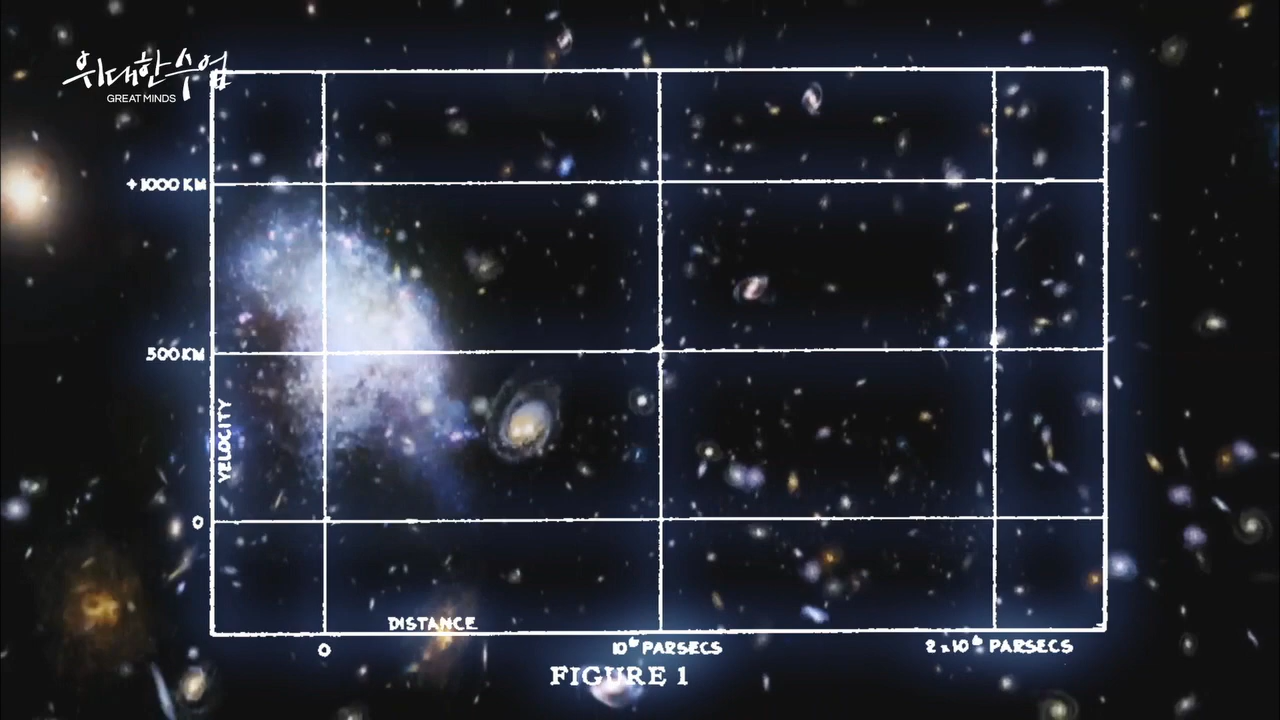 위대한 수업
GREAT MINDS
+1000 KM
500 KM
VELOCITY
0
DISTANCE
0
10⁶ PARSECS
2 x 10⁶ PARSECS
FIGURE 1